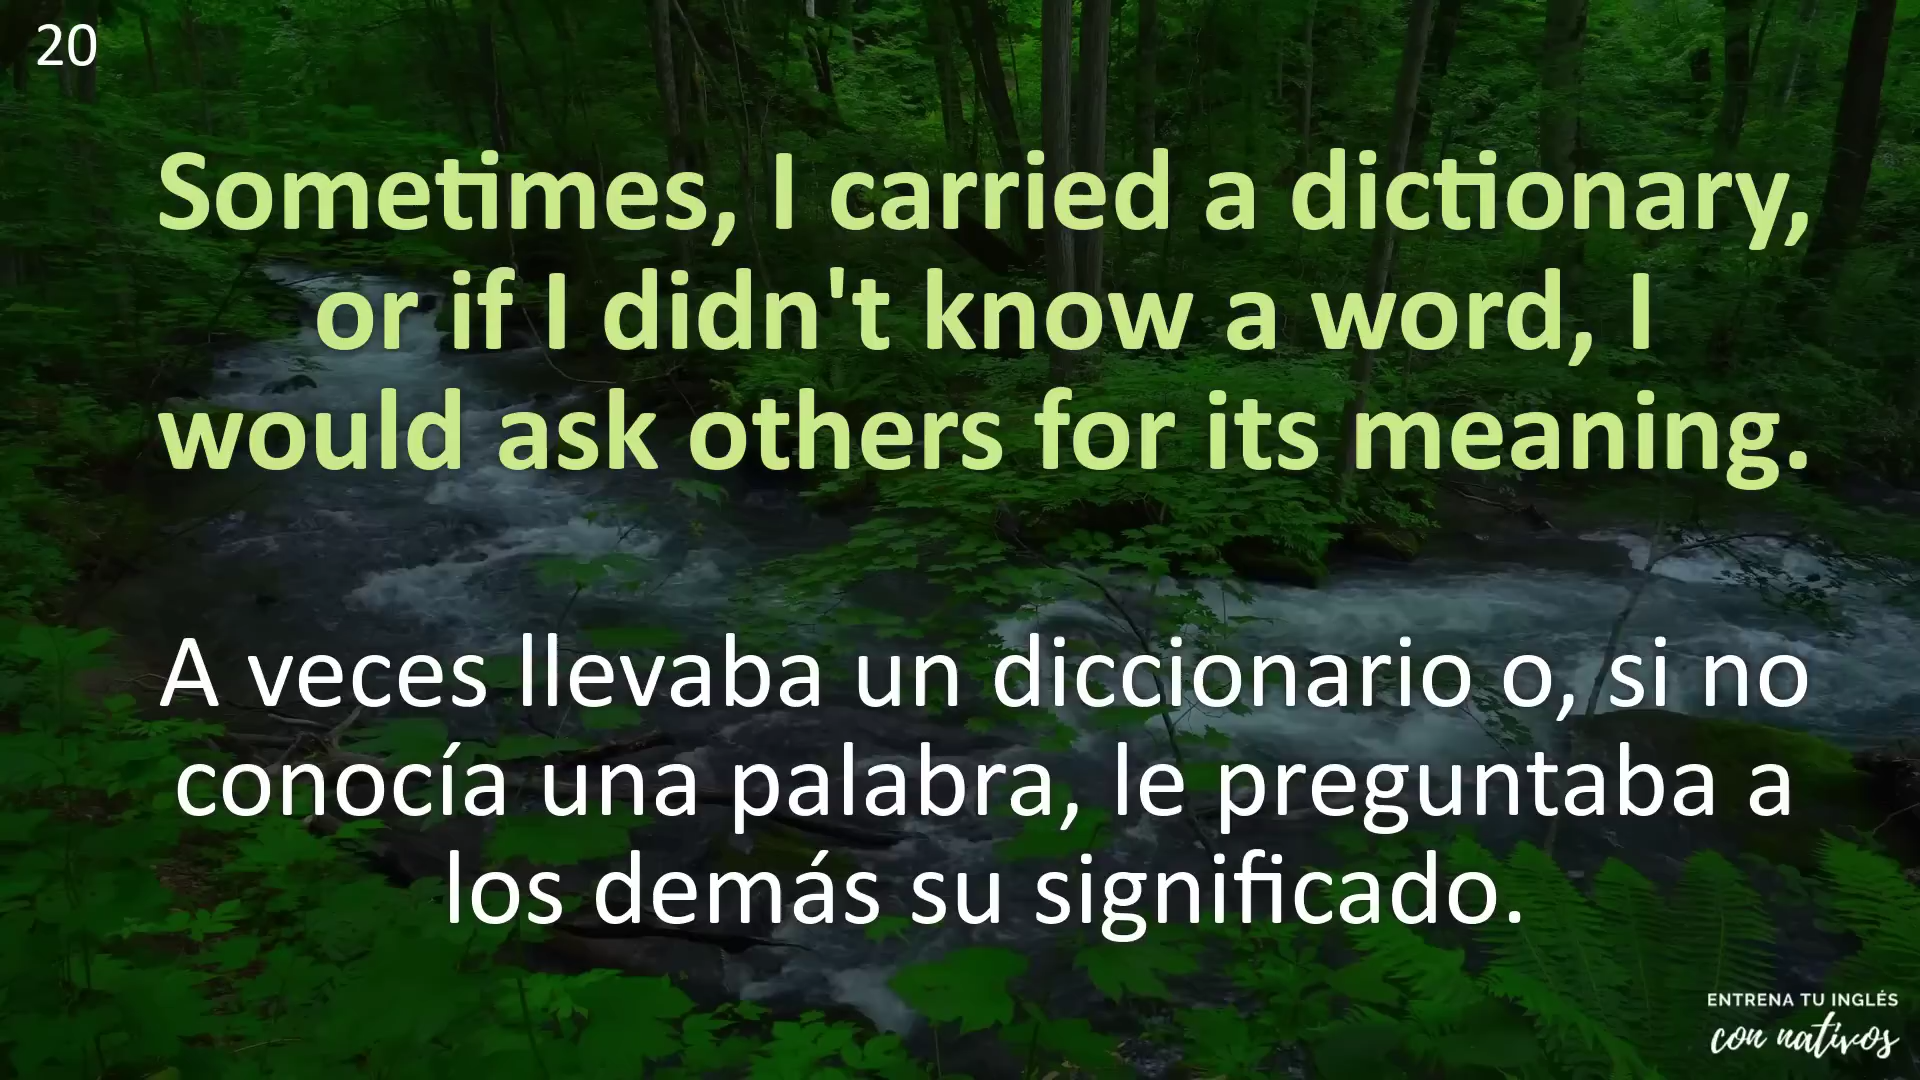 20
Sometimes, I carried a dictionary,
or if I didn't know a word, I
would ask others for its meaning.
A veces llevaba un diccionario o, si no
conocía una palabra, le preguntaba a
los demás su significado.
ENTRENA TU INGLÉS
con nativos